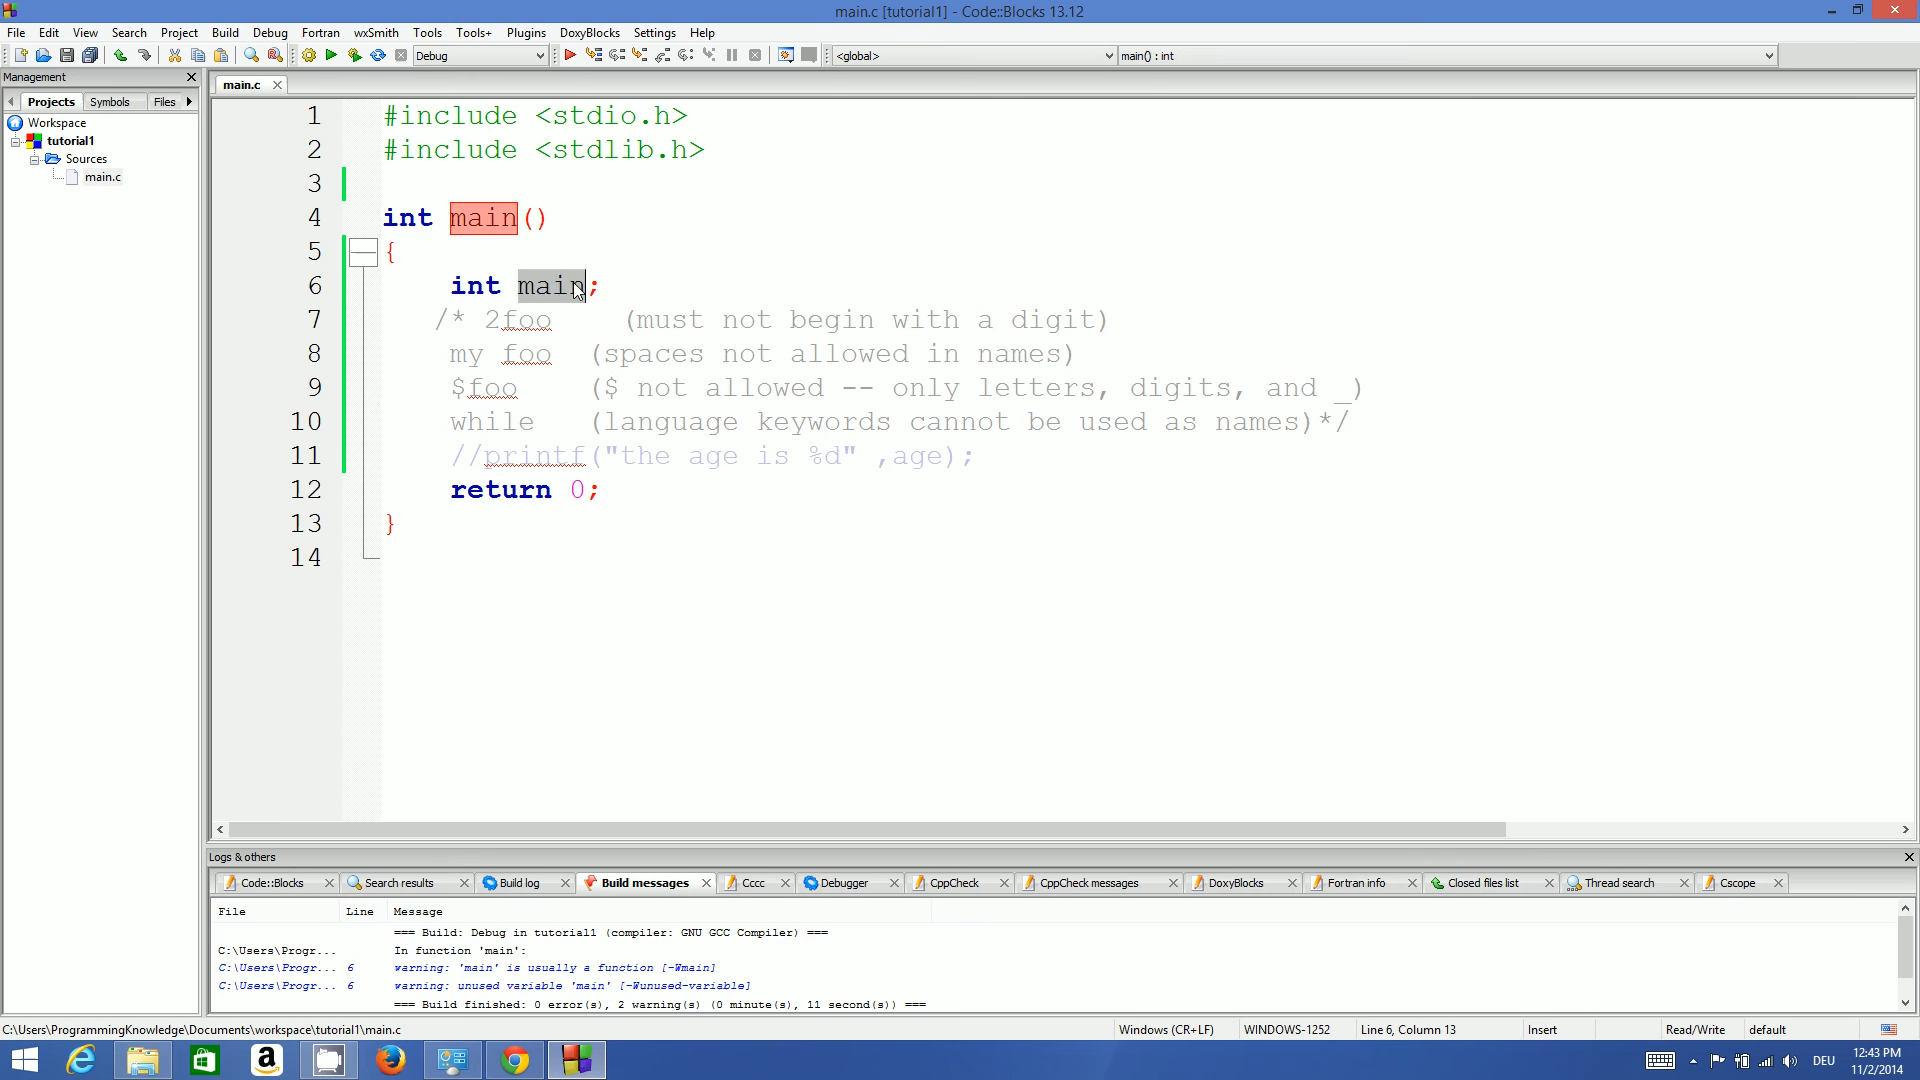 main.c [tutorial1] - Code::Blocks 13.12
File Edit View Search Project Build Debug Fortran wxSmith Tools Tools+ Plugins DoxyBlocks Settings Help
Debug <global> main() : int
Management
main.c
Projects Symbols Files
Workspace
tutorial1
Sources
main.c
1 #include <stdio.h>
2 #include <stdlib.h>
3
4 int main()
5 {
6 int main;
7 /* 2foo (must not begin with a digit)
8 my foo (spaces not allowed in names)
9 $foo ($ not allowed -- only letters, digits, and _)
10 while (language keywords cannot be used as names)*/
11 //printf("the age is %d" ,age);
12 return 0;
13 }
14
Logs & others
Code::Blocks Search results Build log Build messages Cccc Debugger CppCheck CppCheck messages DoxyBlocks Fortran info Closed files list Thread search Cscope
File Line Message
=== Build: Debug in tutorial1 (compiler: GNU GCC Compiler) ===
C:\Users\Progr... In function 'main':
C:\Users\Progr... 6 warning: 'main' is usually a function [-Wmain]
C:\Users\Progr... 6 warning: unused variable 'main' [-Wunused-variable]
=== Build finished: 0 error(s), 2 warning(s) (0 minute(s), 11 second(s)) ===
C:\Users\ProgrammingKnowledge\Documents\workspace\tutorial1\main.c Windows (CR+LF) WINDOWS-1252 Line 6, Column 13 Insert Read/Write default
DEU
12:43 PM
11/2/2014